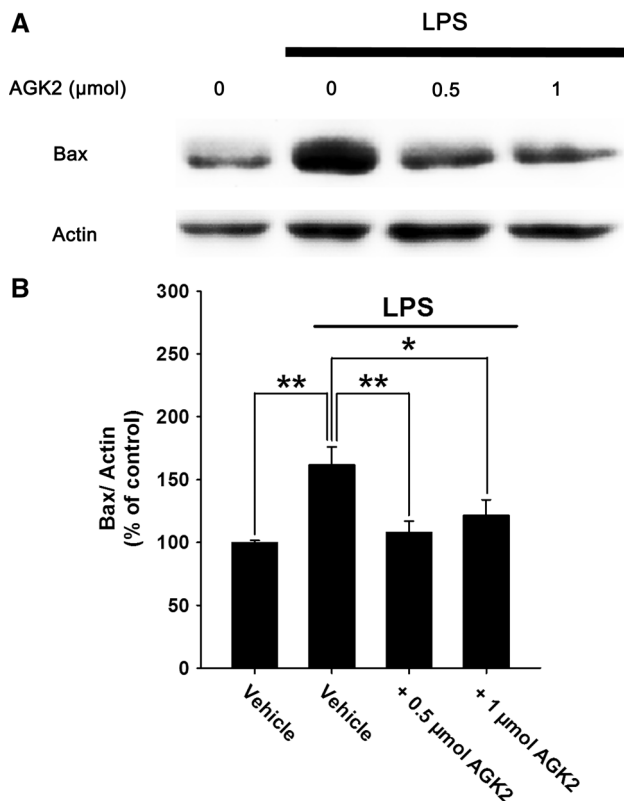 A
LPS
AGK2 (µmol) 0 0 0.5 1
Bax
Actin
B
LPS
300
250
200
150
100
50
0
Bax/ Actin
(% of control)
** ** *
Vehicle
Vehicle
+ 0.5 µmol AGK2
+ 1 µmol AGK2